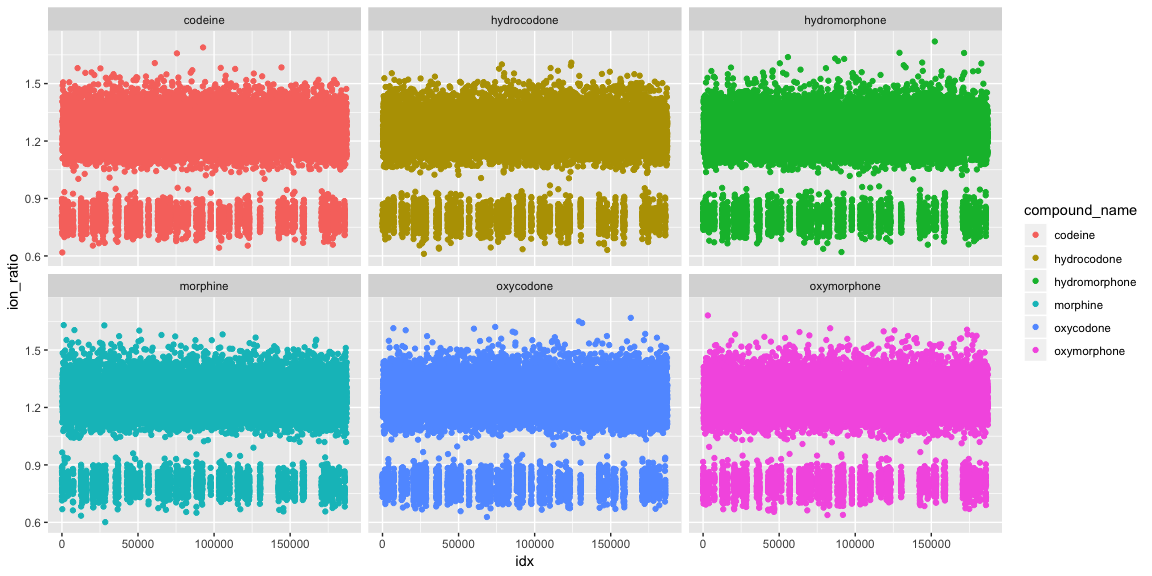 codeine
hydrocodone
hydromorphone
1.5
1.2
0.9
0.6
morphine
oxycodone
oxymorphone
1.5
1.2
0.9
0.6
0
50000
100000
150000
0
50000
100000
150000
0
50000
100000
150000
ion_ratio
idx
compound_name
codeine
hydrocodone
hydromorphone
morphine
oxycodone
oxymorphone